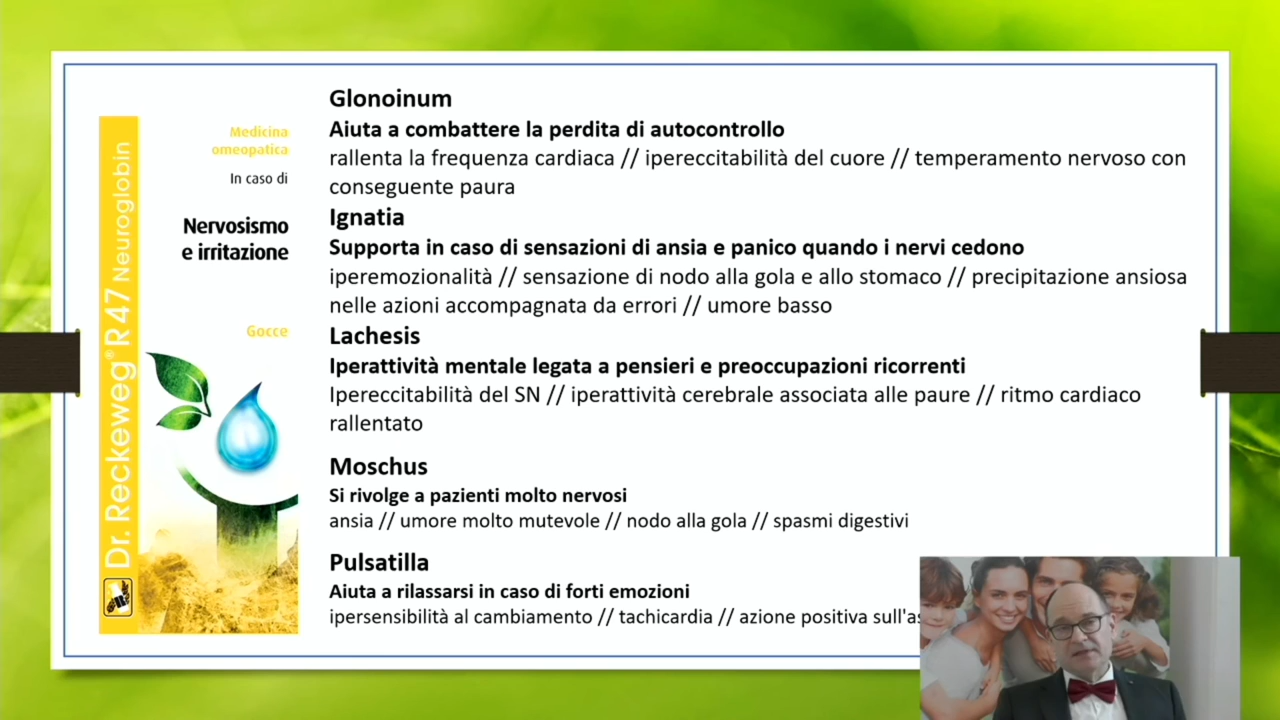 Dr. Reckeweg® R 47 Neuroglobin
Medicina
omeopatica
In caso di
Nervosismo
e irritazione
Gocce
Glonoinum
Aiuta a combattere la perdita di autocontrollo
rallenta la frequenza cardiaca // ipereccitabilità del cuore // temperamento nervoso con
conseguente paura
Ignatia
Supporta in caso di sensazioni di ansia e panico quando i nervi cedono
iperemozionalità // sensazione di nodo alla gola e allo stomaco // precipitazione ansiosa
nelle azioni accompagnata da errori // umore basso
Lachesis
Iperattività mentale legata a pensieri e preoccupazioni ricorrenti
Ipereccitabilità del SN // iperattività cerebrale associata alle paure // ritmo cardiaco
rallentato
Moschus
Si rivolge a pazienti molto nervosi
ansia // umore molto mutevole // nodo alla gola // spasmi digestivi
Pulsatilla
Aiuta a rilassarsi in caso di forti emozioni
ipersensibilità al cambiamento // tachicardia // azione positiva